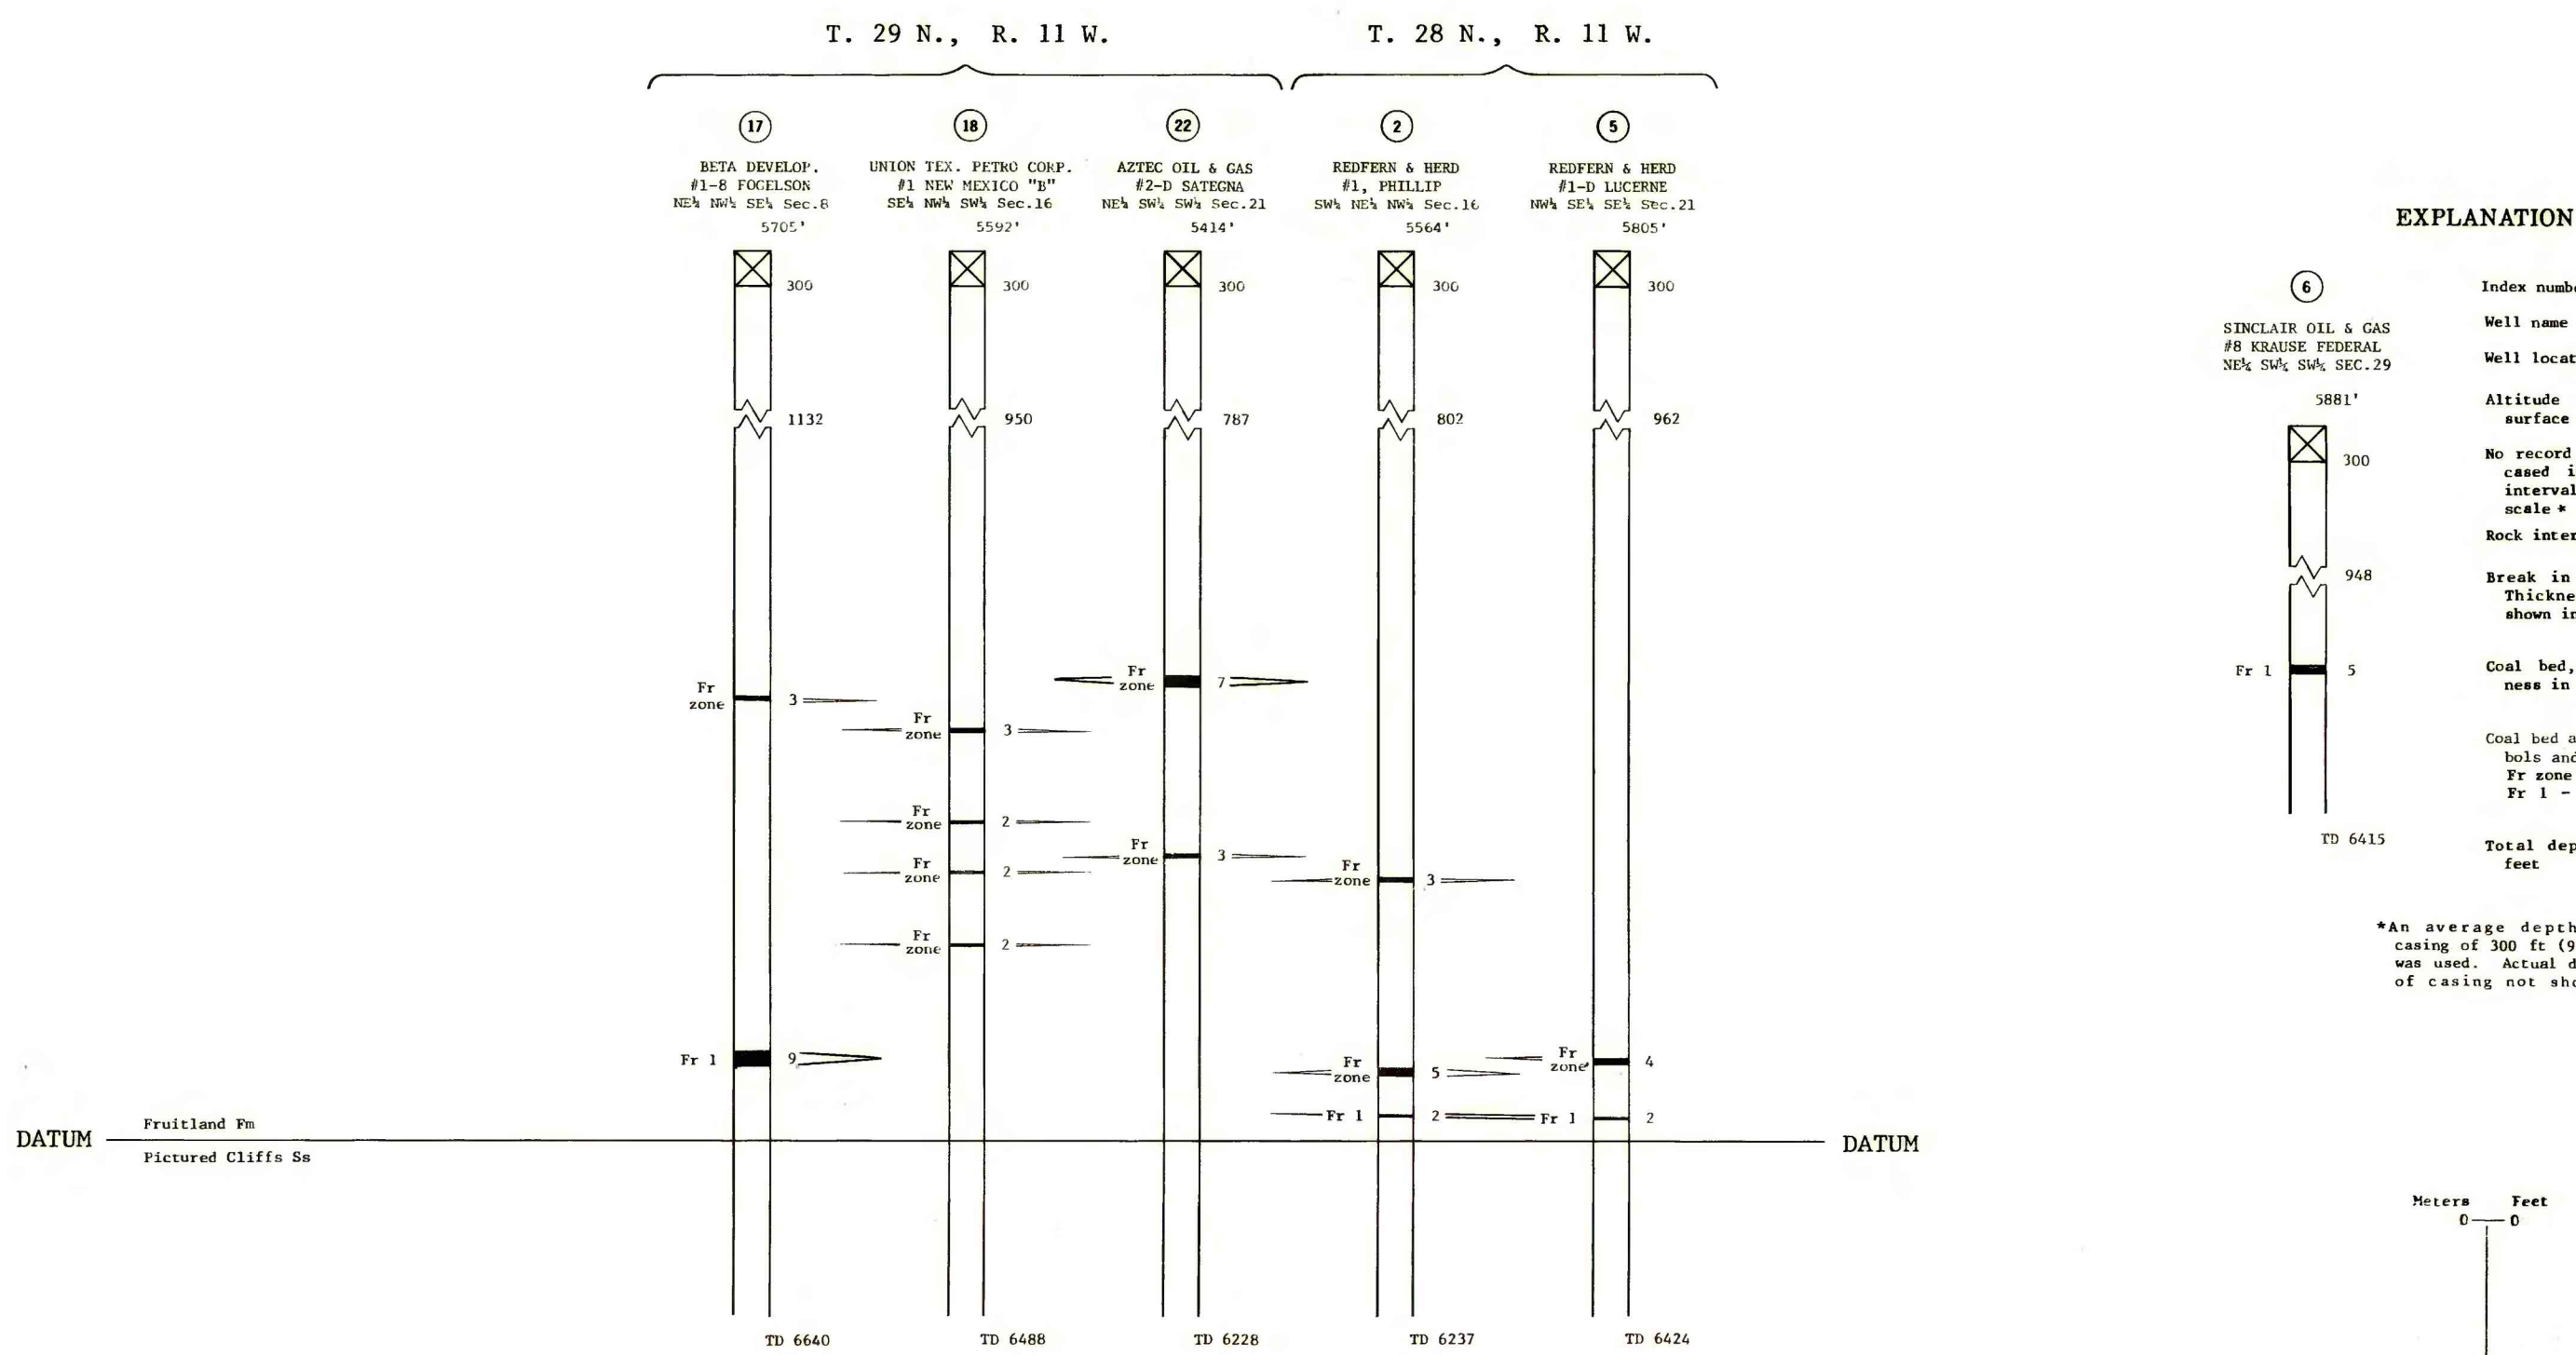 T. 29 N., R. 11 W.
T. 28 N., R. 11 W.
17
BETA DEVELOP.
#1-8 FOGELSON
NE¼ NW¼ SE¼ Sec.8
5705'
300
1132
Fr
zone
3
Fr 1
9
TD 6640
18
UNION TEX. PETRO CORP.
#1 NEW MEXICO "B"
SE¼ NW¼ SW¼ Sec.16
5592'
300
950
Fr
zone
3
Fr
zone
2
Fr
zone
2
Fr
zone
2
TD 6488
22
AZTEC OIL & GAS
#2-D SATEGNA
NE¼ SW¼ SW¼ Sec.21
5414'
300
787
Fr
zone
7
Fr
zone
3
TD 6228
2
REDFERN & HERD
#1, PHILLIP
SW¼ NE¼ NW¼ Sec.16
5564'
300
802
Fr
zone
3
Fr
zone
5
Fr 1
2
TD 6237
5
REDFERN & HERD
#1-D LUCERNE
NW¼ SE¼ SE¼ Sec.21
5805'
300
962
Fr
zone
4
Fr 1
2
TD 6424
DATUM
Fruitland Fm
Pictured Cliffs Ss
DATUM
EXPLANATION
6
SINCLAIR OIL & GAS
#8 KRAUSE FEDERAL
NE¼ SW¼ SW¼ SEC.29
5881'
300
948
Fr 1
5
TD 6415
Index numb
Well name
Well locat
Altitude
surface
No record
cased i
interval
scale *
Rock inter
Break in
Thickne
shown in
Coal bed,
ness in
Coal bed a
bols and
Fr zone
Fr 1 -
Total dep
feet
*An average depth
casing of 300 ft (9
was used. Actual d
of casing not sho
Meters Feet
0 0